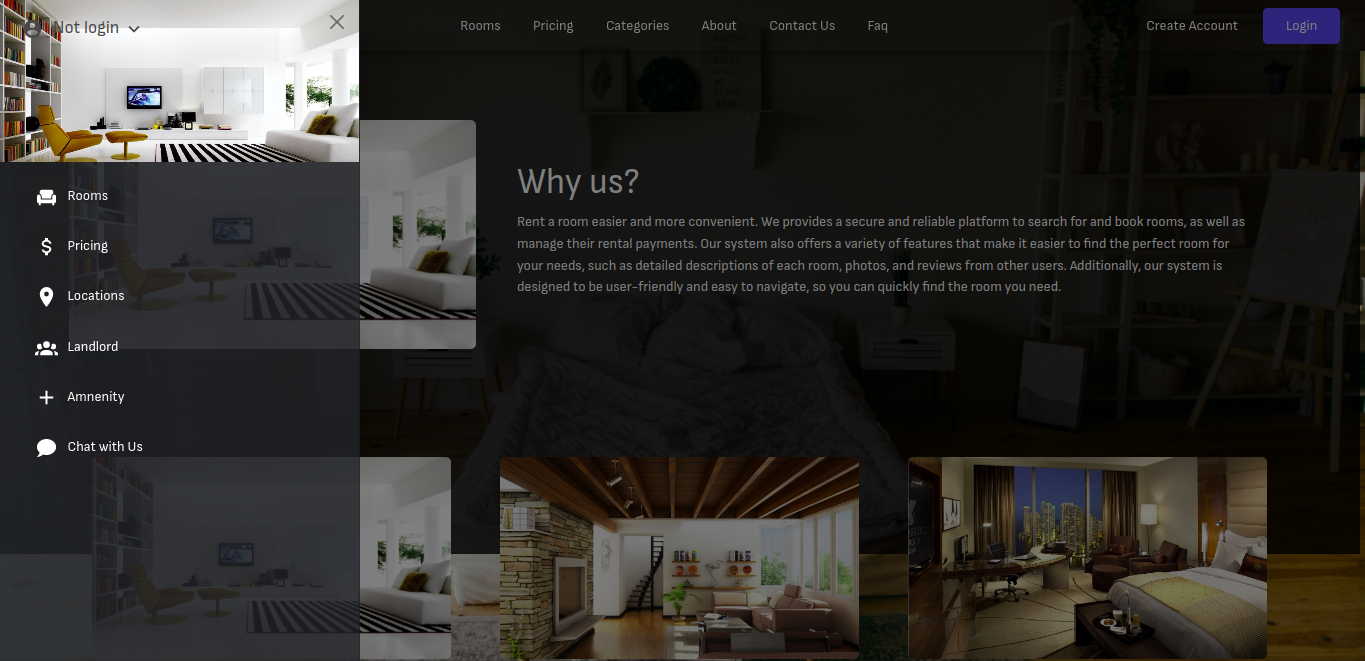 Not login
Rooms
Pricing
Categories
About
Contact Us
Faq
Create Account
Login
Rooms
Pricing
Locations
Landlord
Amnenity
Chat with Us
Why us?
Rent a room easier and more convenient. We provides a secure and reliable platform to search for and book rooms, as well as
manage their rental payments. Our system also offers a variety of features that make it easier to find the perfect room for
your needs, such as detailed descriptions of each room, photos, and reviews from other users. Additionally, our system is
designed to be user-friendly and easy to navigate, so you can quickly find the room you need.